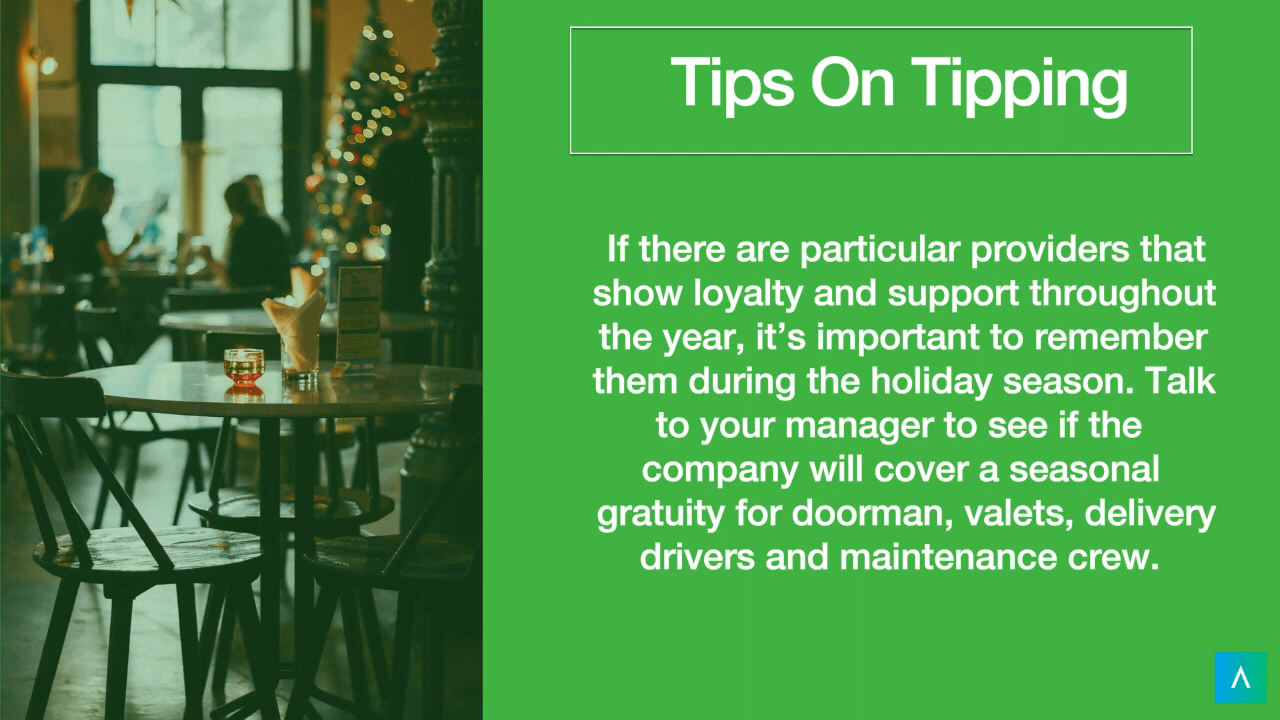 Tips On Tipping
If there are particular providers that
show loyalty and support throughout
the year, it’s important to remember
them during the holiday season. Talk
to your manager to see if the
company will cover a seasonal
gratuity for doorman, valets, delivery
drivers and maintenance crew.